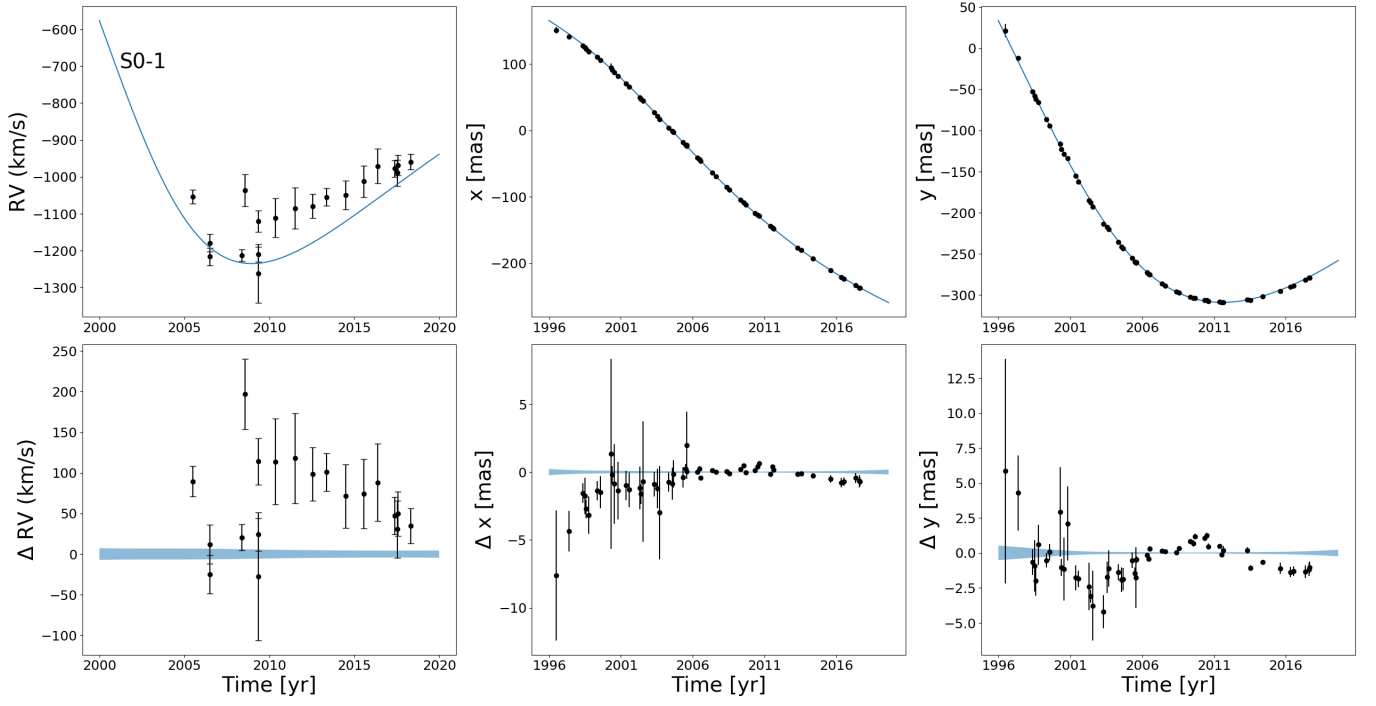 RV (km/s)
−600
−700
−800
−900
−1000
−1100
−1200
−1300
S0-1
2000 2005 2010 2015 2020
x [mas]
100
0
−100
−200
1996 2001 2006 2011 2016
y [mas]
50
0
−50
−100
−150
−200
−250
−300
1996 2001 2006 2011 2016
Δ RV (km/s)
250
200
150
100
50
0
−50
−100
2000 2005 2010 2015 2020
Time [yr]
Δ x [mas]
5
0
−5
−10
1996 2001 2006 2011 2016
Time [yr]
Δ y [mas]
12.5
10.0
7.5
5.0
2.5
0.0
−2.5
−5.0
1996 2001 2006 2011 2016
Time [yr]